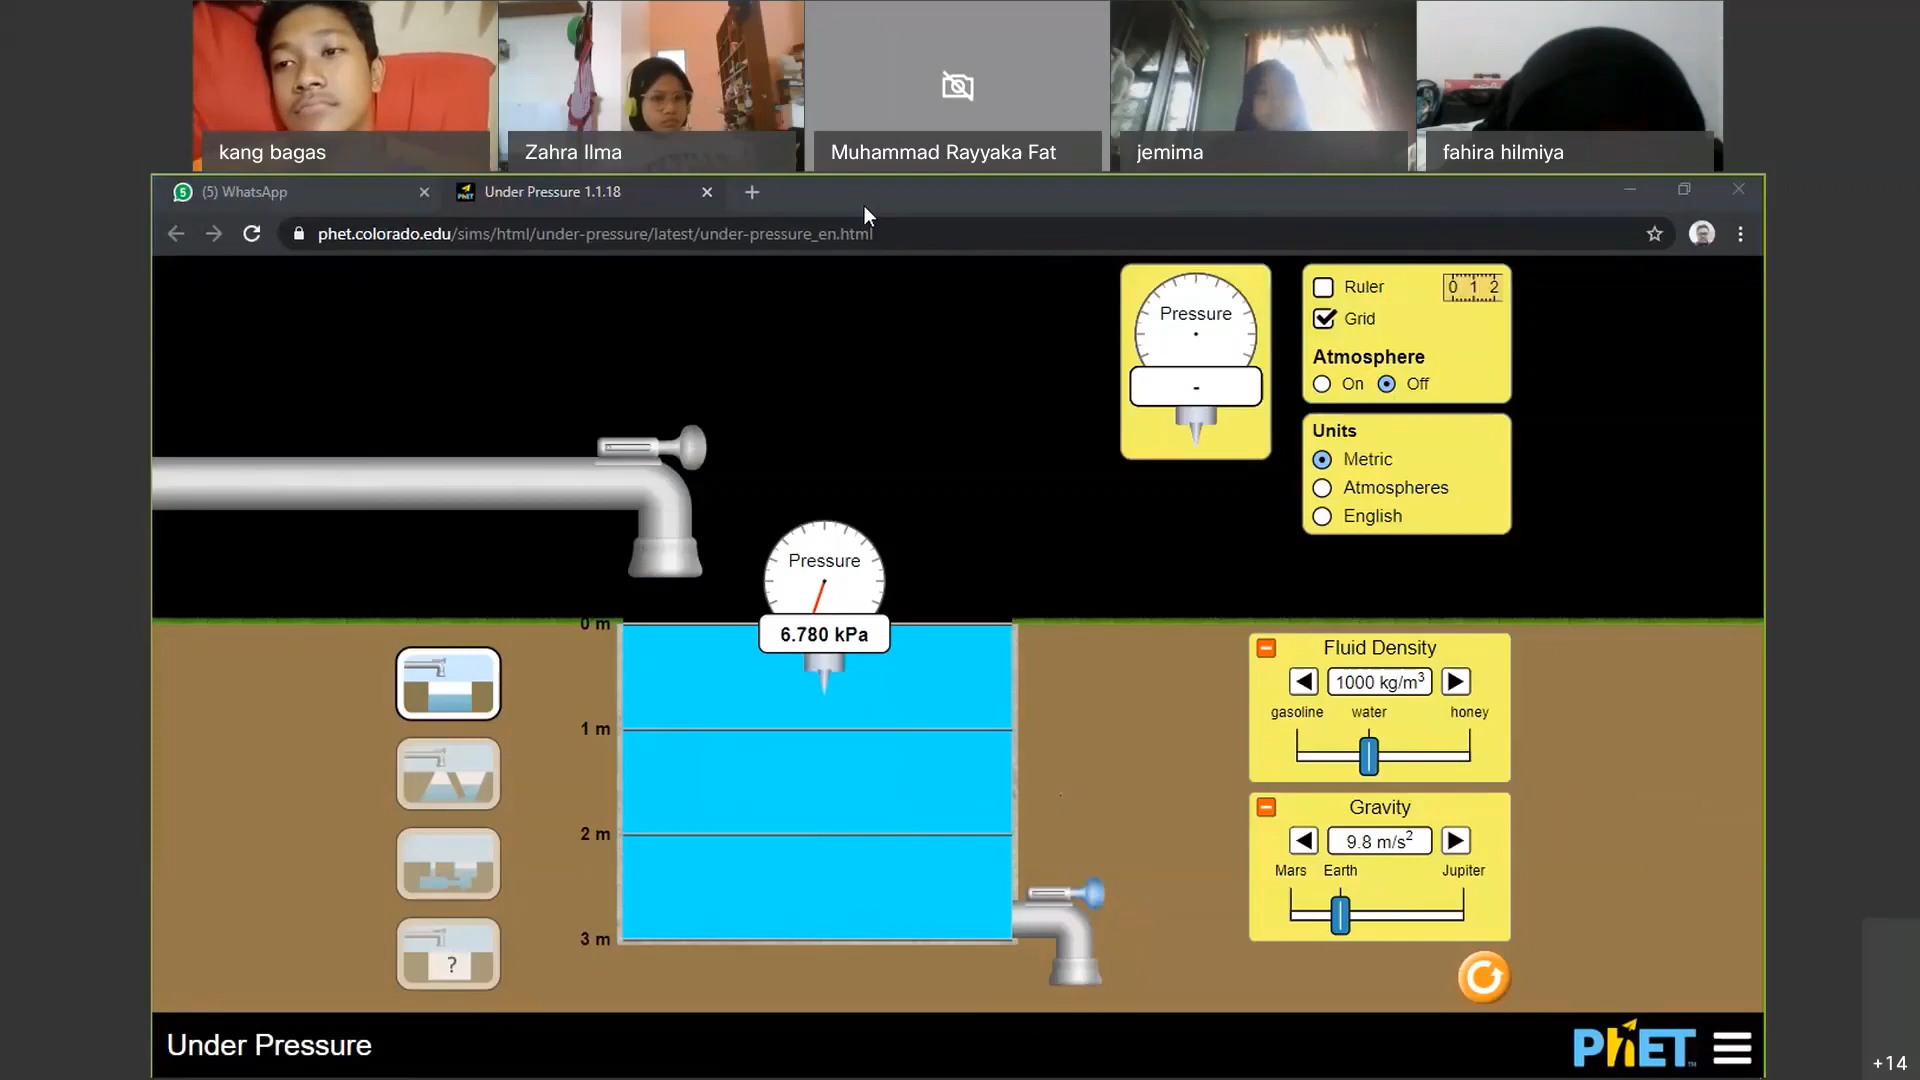 kang bagas
Zahra Ilma
Muhammad Rayyaka Fat
jemima
fahira hilmiya
(5) WhatsApp
Under Pressure 1.1.18
phet.colorado.edu/sims/html/under-pressure/latest/under-pressure_en.html
Pressure
-
Ruler
0 1 2
Grid
Atmosphere
On
Off
Units
Metric
Atmospheres
English
Pressure
6.780 kPa
0 m
1 m
2 m
3 m
?
Fluid Density
1000 kg/m³
gasoline water honey
Gravity
9.8 m/s²
Mars Earth Jupiter
Under Pressure
PhET
+14